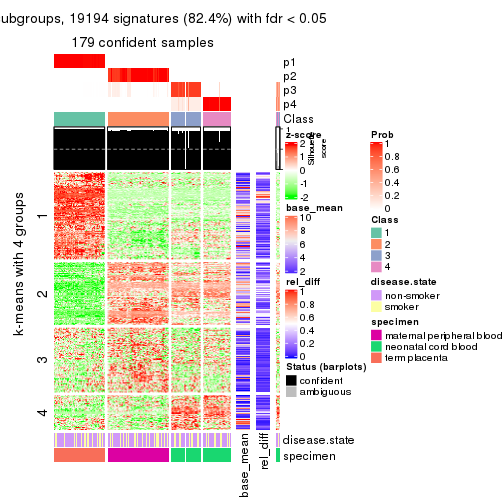 ubgroups, 19194 signatures (82.4%) with fdr < 0.05
179 confident samples
p1
p2
p3
p4
Class
1
Silhouette
score
k-means with 4 groups
1
2
3
4
z-score
2
1
0
-1
-2
base_mean
10
8
6
4
2
rel_diff
1
0.8
0.6
0.4
0.2
0
Status (barplots)
confident
ambiguous
Prob
1
0.8
0.6
0.4
0.2
0
Class
1
2
3
4
disease.state
non-smoker
smoker
specimen
maternal peripheral blood
neonatal cord blood
term placenta
disease.state
specimen
base_mean
rel_diff